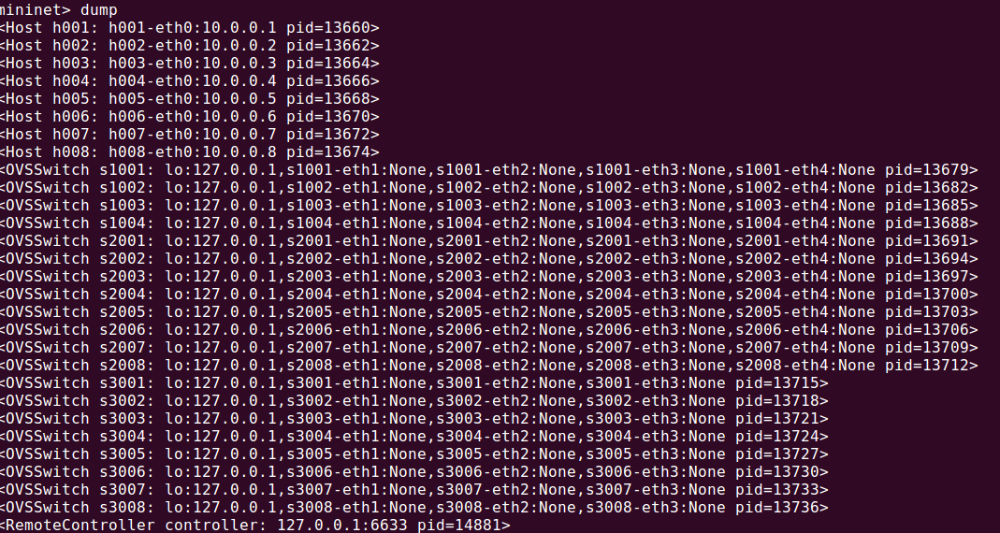 mininet> dump
<Host h001: h001-eth0:10.0.0.1 pid=13660>
<Host h002: h002-eth0:10.0.0.2 pid=13662>
<Host h003: h003-eth0:10.0.0.3 pid=13664>
<Host h004: h004-eth0:10.0.0.4 pid=13666>
<Host h005: h005-eth0:10.0.0.5 pid=13668>
<Host h006: h006-eth0:10.0.0.6 pid=13670>
<Host h007: h007-eth0:10.0.0.7 pid=13672>
<Host h008: h008-eth0:10.0.0.8 pid=13674>
<OVSSwitch s1001: lo:127.0.0.1,s1001-eth1:None,s1001-eth2:None,s1001-eth3:None,s1001-eth4:None pid=13679>
<OVSSwitch s1002: lo:127.0.0.1,s1002-eth1:None,s1002-eth2:None,s1002-eth3:None,s1002-eth4:None pid=13682>
<OVSSwitch s1003: lo:127.0.0.1,s1003-eth1:None,s1003-eth2:None,s1003-eth3:None,s1003-eth4:None pid=13685>
<OVSSwitch s1004: lo:127.0.0.1,s1004-eth1:None,s1004-eth2:None,s1004-eth3:None,s1004-eth4:None pid=13688>
<OVSSwitch s2001: lo:127.0.0.1,s2001-eth1:None,s2001-eth2:None,s2001-eth3:None,s2001-eth4:None pid=13691>
<OVSSwitch s2002: lo:127.0.0.1,s2002-eth1:None,s2002-eth2:None,s2002-eth3:None,s2002-eth4:None pid=13694>
<OVSSwitch s2003: lo:127.0.0.1,s2003-eth1:None,s2003-eth2:None,s2003-eth3:None,s2003-eth4:None pid=13697>
<OVSSwitch s2004: lo:127.0.0.1,s2004-eth1:None,s2004-eth2:None,s2004-eth3:None,s2004-eth4:None pid=13700>
<OVSSwitch s2005: lo:127.0.0.1,s2005-eth1:None,s2005-eth2:None,s2005-eth3:None,s2005-eth4:None pid=13703>
<OVSSwitch s2006: lo:127.0.0.1,s2006-eth1:None,s2006-eth2:None,s2006-eth3:None,s2006-eth4:None pid=13706>
<OVSSwitch s2007: lo:127.0.0.1,s2007-eth1:None,s2007-eth2:None,s2007-eth3:None,s2007-eth4:None pid=13709>
<OVSSwitch s2008: lo:127.0.0.1,s2008-eth1:None,s2008-eth2:None,s2008-eth3:None,s2008-eth4:None pid=13712>
<OVSSwitch s3001: lo:127.0.0.1,s3001-eth1:None,s3001-eth2:None,s3001-eth3:None pid=13715>
<OVSSwitch s3002: lo:127.0.0.1,s3002-eth1:None,s3002-eth2:None,s3002-eth3:None pid=13718>
<OVSSwitch s3003: lo:127.0.0.1,s3003-eth1:None,s3003-eth2:None,s3003-eth3:None pid=13721>
<OVSSwitch s3004: lo:127.0.0.1,s3004-eth1:None,s3004-eth2:None,s3004-eth3:None pid=13724>
<OVSSwitch s3005: lo:127.0.0.1,s3005-eth1:None,s3005-eth2:None,s3005-eth3:None pid=13727>
<OVSSwitch s3006: lo:127.0.0.1,s3006-eth1:None,s3006-eth2:None,s3006-eth3:None pid=13730>
<OVSSwitch s3007: lo:127.0.0.1,s3007-eth1:None,s3007-eth2:None,s3007-eth3:None pid=13733>
<OVSSwitch s3008: lo:127.0.0.1,s3008-eth1:None,s3008-eth2:None,s3008-eth3:None pid=13736>
<RemoteController controller: 127.0.0.1:6633 pid=14881>